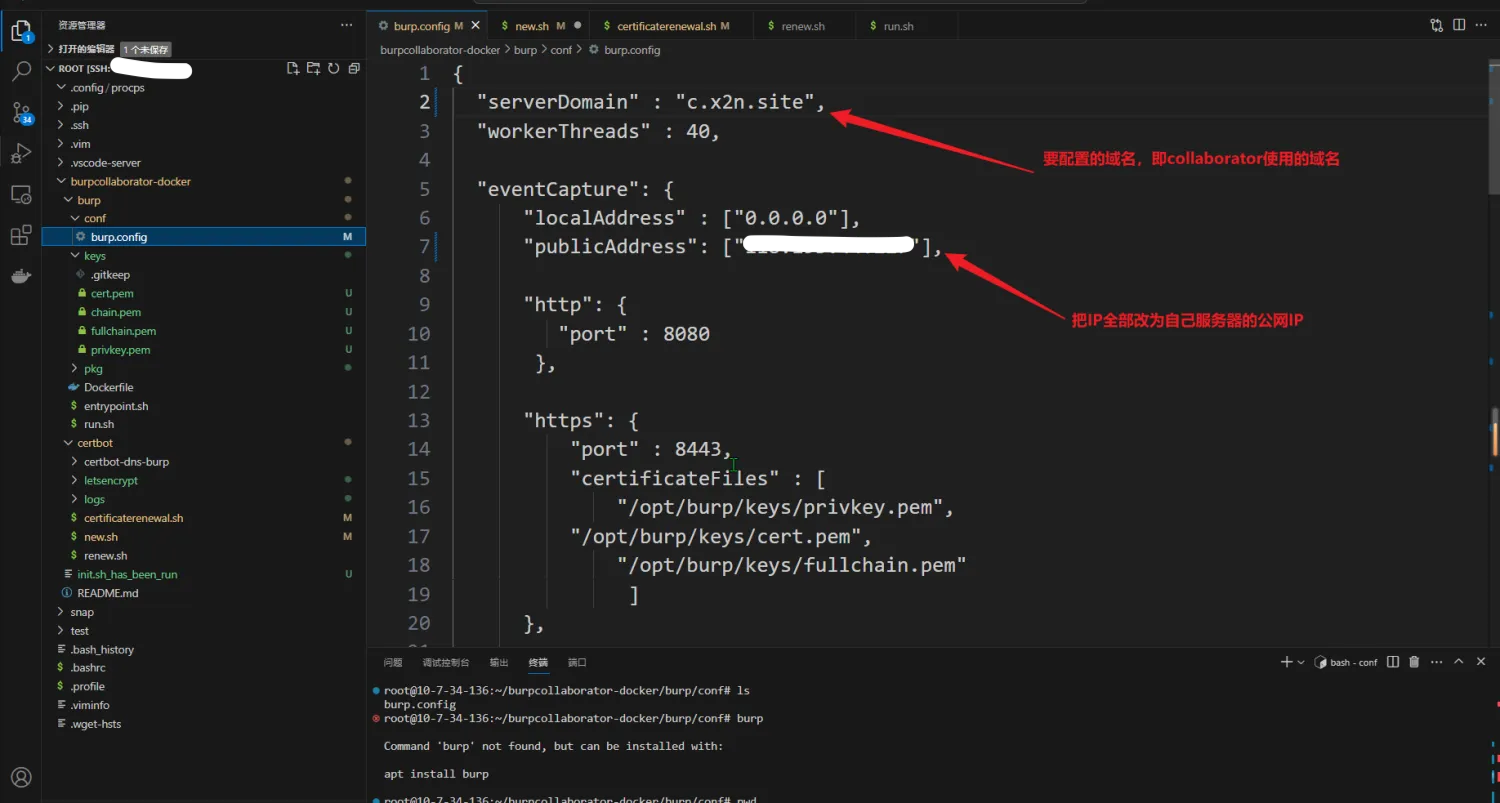 资源管理器
打开的编辑器 1 个未保存
ROOT [SSH:
.config / procps
.pip
.ssh
.vim
.vscode-server
burpcollaborator-docker
burp
conf
burp.config M
keys
.gitkeep
cert.pem U
chain.pem U
fullchain.pem U
privkey.pem U
pkg
Dockerfile
entrypoint.sh
run.sh
certbot
certbot-dns-burp
letsencrypt
logs
certificaterenewal.sh M
new.sh M
renew.sh
init.sh_has_been_run U
README.md
snap
test
.bash_history
.bashrc
.profile
.viminfo
.wget-hsts
1
34
burp.config M
new.sh M
certificaterenewal.sh M
renew.sh
run.sh
burpcollaborator-docker > burp > conf > burp.config
1 {
2 "serverDomain" : "c.x2n.site",
3 "workerThreads" : 40,
4
5 "eventCapture": {
6 "localAddress" : ["0.0.0.0"],
7 "publicAddress": [" "],
8
9 "http": {
10 "port" : 8080
11 },
12
13 "https": {
14 "port" : 8443,
15 "certificateFiles" : [
16 "/opt/burp/keys/privkey.pem",
17 "/opt/burp/keys/cert.pem",
18 "/opt/burp/keys/fullchain.pem"
19 ]
20 },
要配置的域名，即collaborator使用的域名
把IP全部改为自己服务器的公网IP
问题 调试控制台 输出 终端 端口
bash - conf
root@10-7-34-136:~/burpcollaborator-docker/burp/conf# ls
burp.config
root@10-7-34-136:~/burpcollaborator-docker/burp/conf# burp
Command 'burp' not found, but can be installed with:
apt install burp
root@10-7-34-136:~/burpcollaborator-docker/burp/conf# pwd